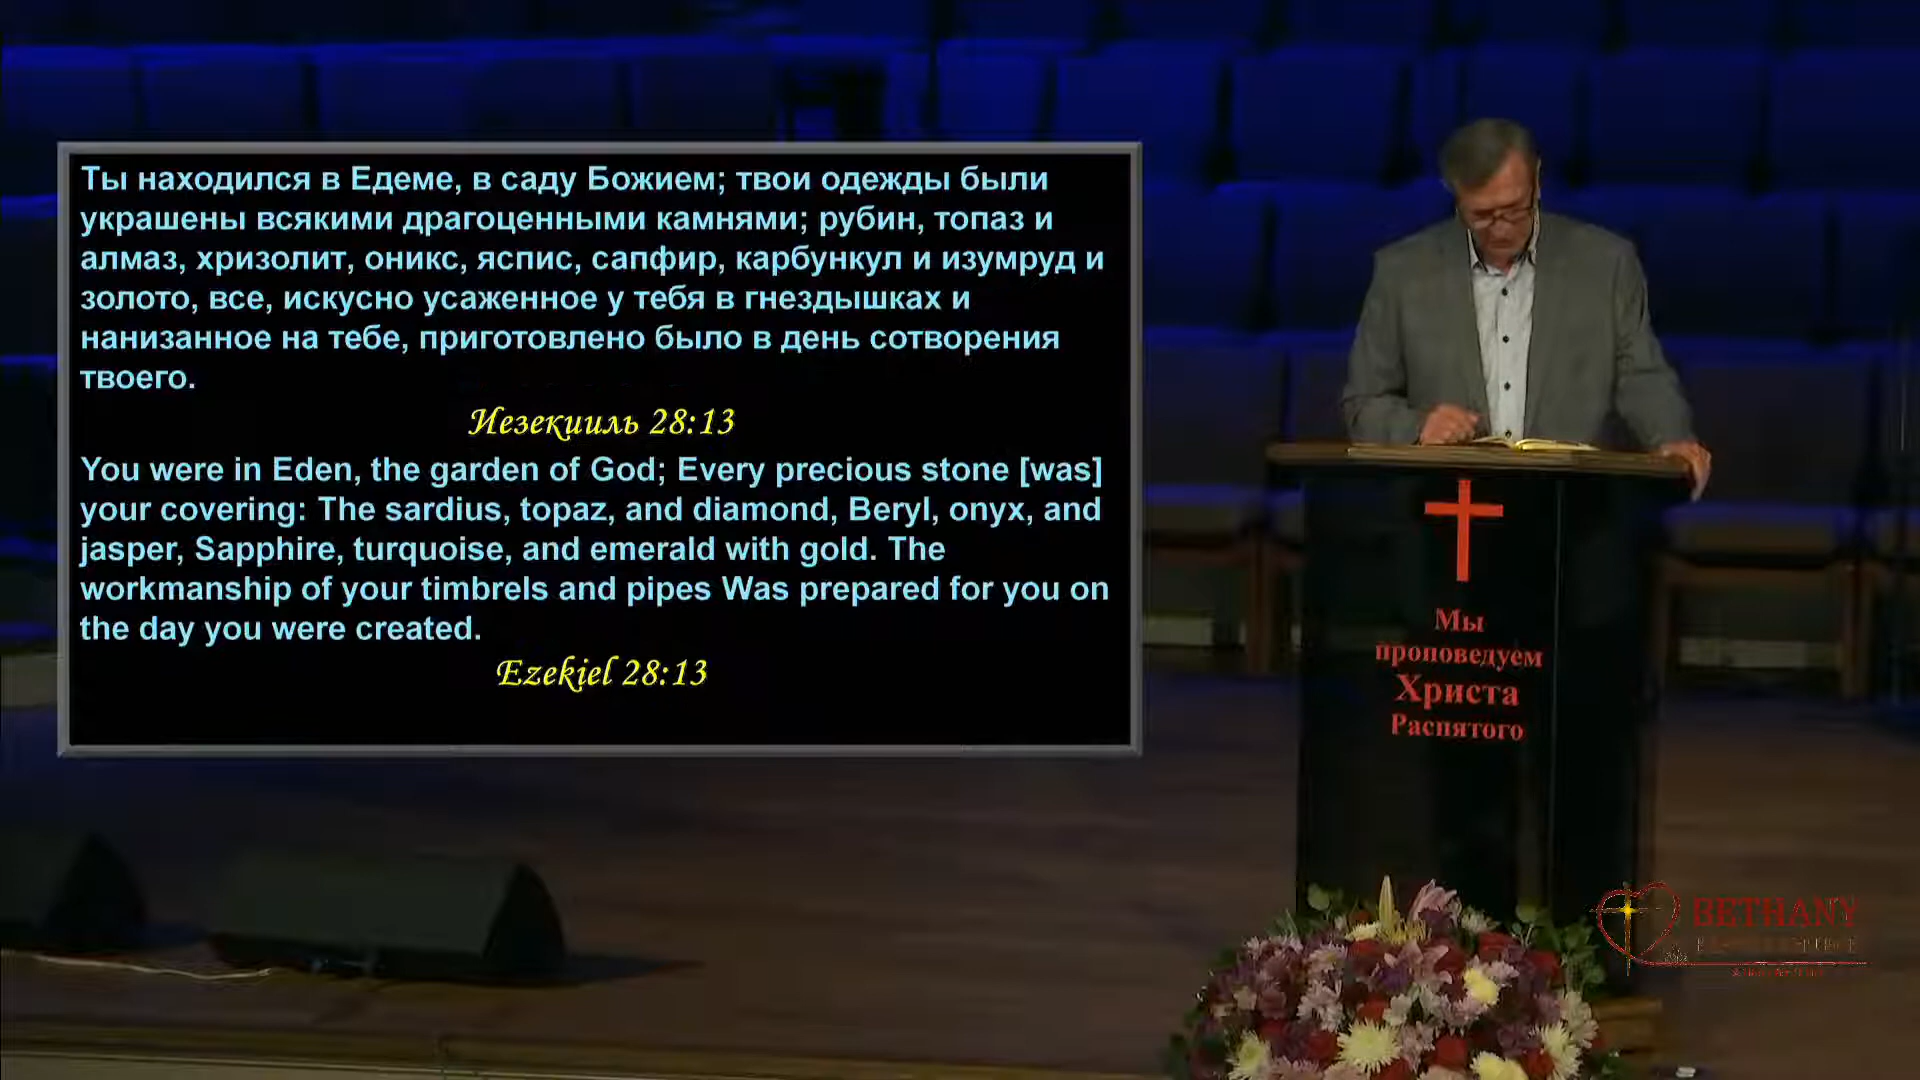 Ты находился в Едеме, в саду Божием; твои одежды были
украшены всякими драгоценными камнями; рубин, топаз и
алмаз, хризолит, оникс, яспис, сапфир, карбункул и изумруд и
золото, все, искусно усаженное у тебя в гнездышках и
нанизанное на тебе, приготовлено было в день сотворения
твоего.
Иезекииль 28:13
You were in Eden, the garden of God; Every precious stone [was]
your covering: The sardius, topaz, and diamond, Beryl, onyx, and
jasper, Sapphire, turquoise, and emerald with gold. The
workmanship of your timbrels and pipes Was prepared for you on
the day you were created.
Ezekiel 28:13
Мы
проповедуем
Христа
Распятого
BETHANY